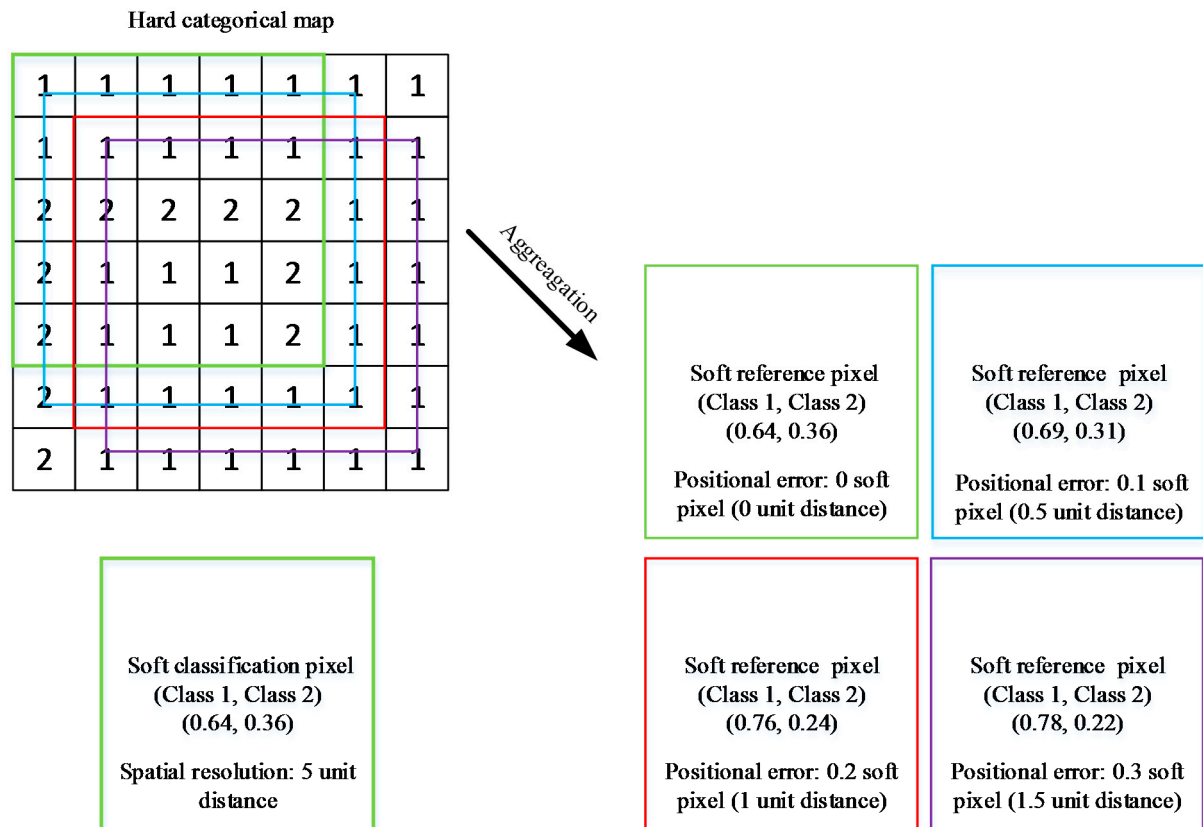 Hard categorical map
1 1 1 1 1 1 1
1 1 1 1 1 1 1
2 2 2 2 2 1 1
2 1 1 1 2 1 1
2 1 1 1 2 1 1
2 1 1 1 1 1 1
2 1 1 1 1 1 1
Aggreagation
Soft reference pixel
(Class 1, Class 2)
(0.64, 0.36)
Positional error: 0 soft
pixel (0 unit distance)
Soft reference pixel
(Class 1, Class 2)
(0.69, 0.31)
Positional error: 0.1 soft
pixel (0.5 unit distance)
Soft classification pixel
(Class 1, Class 2)
(0.64, 0.36)
Spatial resolution: 5 unit
distance
Soft reference pixel
(Class 1, Class 2)
(0.76, 0.24)
Positional error: 0.2 soft
pixel (1 unit distance)
Soft reference pixel
(Class 1, Class 2)
(0.78, 0.22)
Positional error: 0.3 soft
pixel (1.5 unit distance)